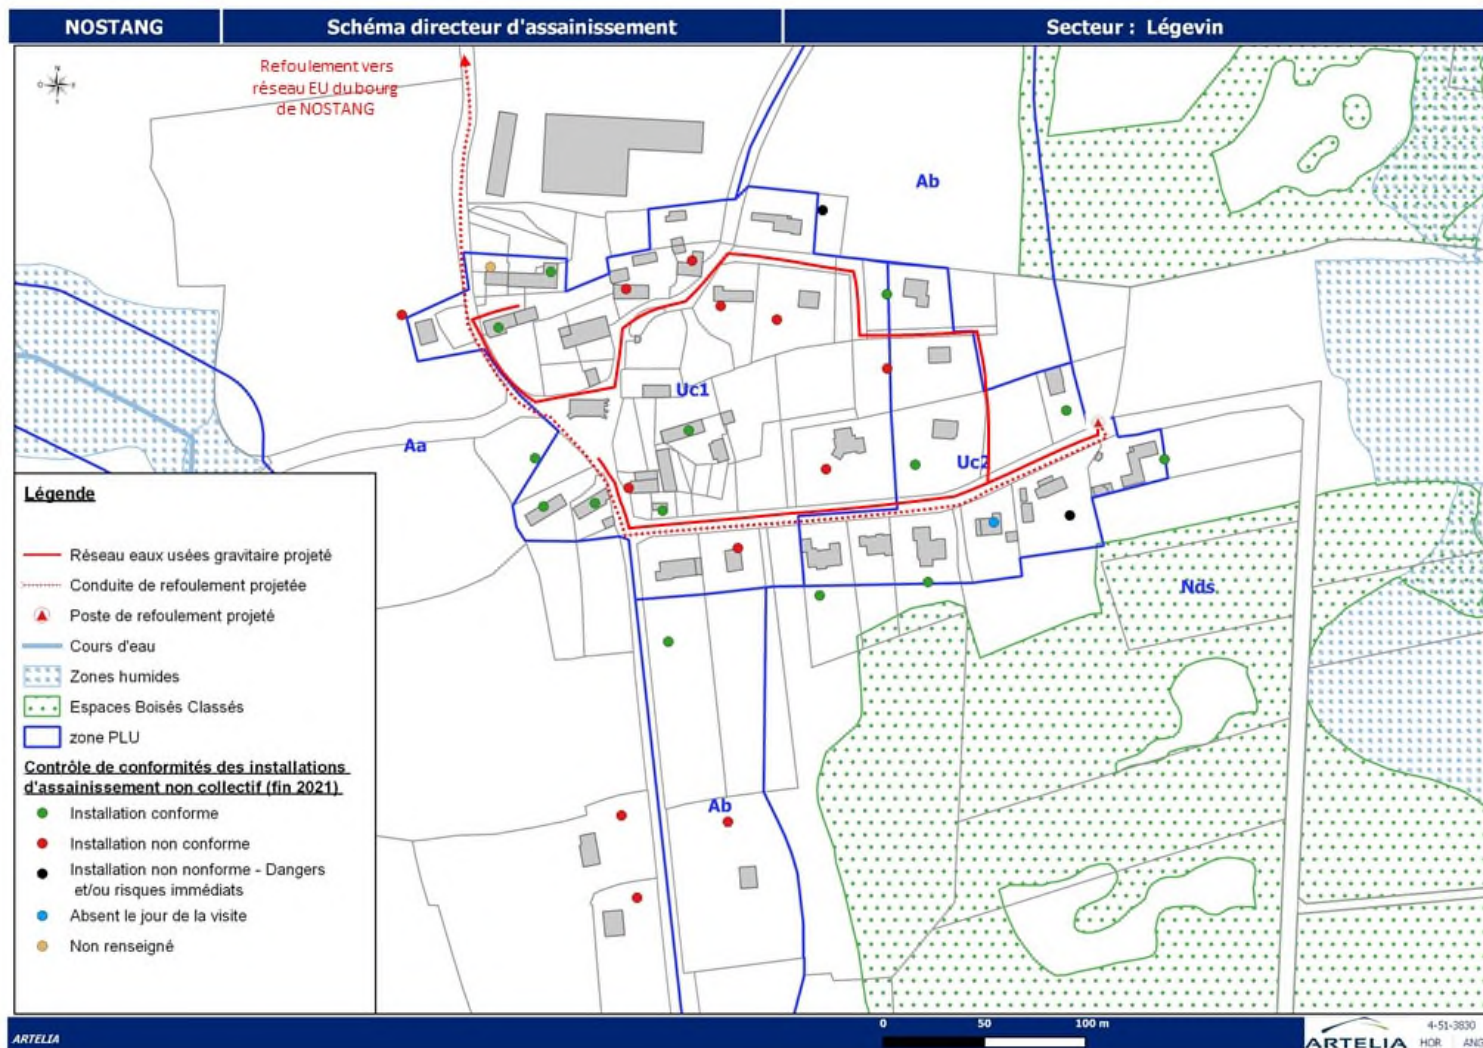 NOSTANG
Schéma directeur d'assainissement
Secteur : Légevin
N
O
E
S
Refoulement vers
réseau EU du bourg
de NOSTANG
Ab
Uc1
Aa
Uc2
Nds
Ab
Légende
Réseau eaux usées gravitaire projeté
Conduite de refoulement projetée
Poste de refoulement projeté
Cours d'eau
Zones humides
Espaces Boisés Classés
zone PLU
Contrôle de conformités des installations
d'assainissement non collectif (fin 2021)
Installation conforme
Installation non conforme
Installation non nonforme - Dangers
et/ou risques immédiats
Absent le jour de la visite
Non renseigné
ARTELIA
0 50 100 m
ARTELIA
4-51-3830
HOR